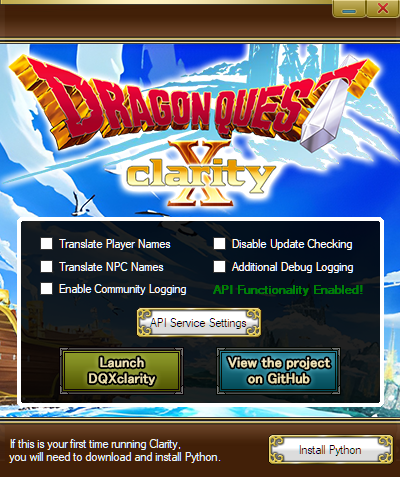 DRAGON QUEST
X
clarity
Translate Player Names
Disable Update Checking
Translate NPC Names
Additional Debug Logging
Enable Community Logging
API Functionality Enabled!
API Service Settings
Launch
DQXclarity
View the project
on GitHub
If this is your first time running Clarity,
you will need to download and install Python.
Install Python